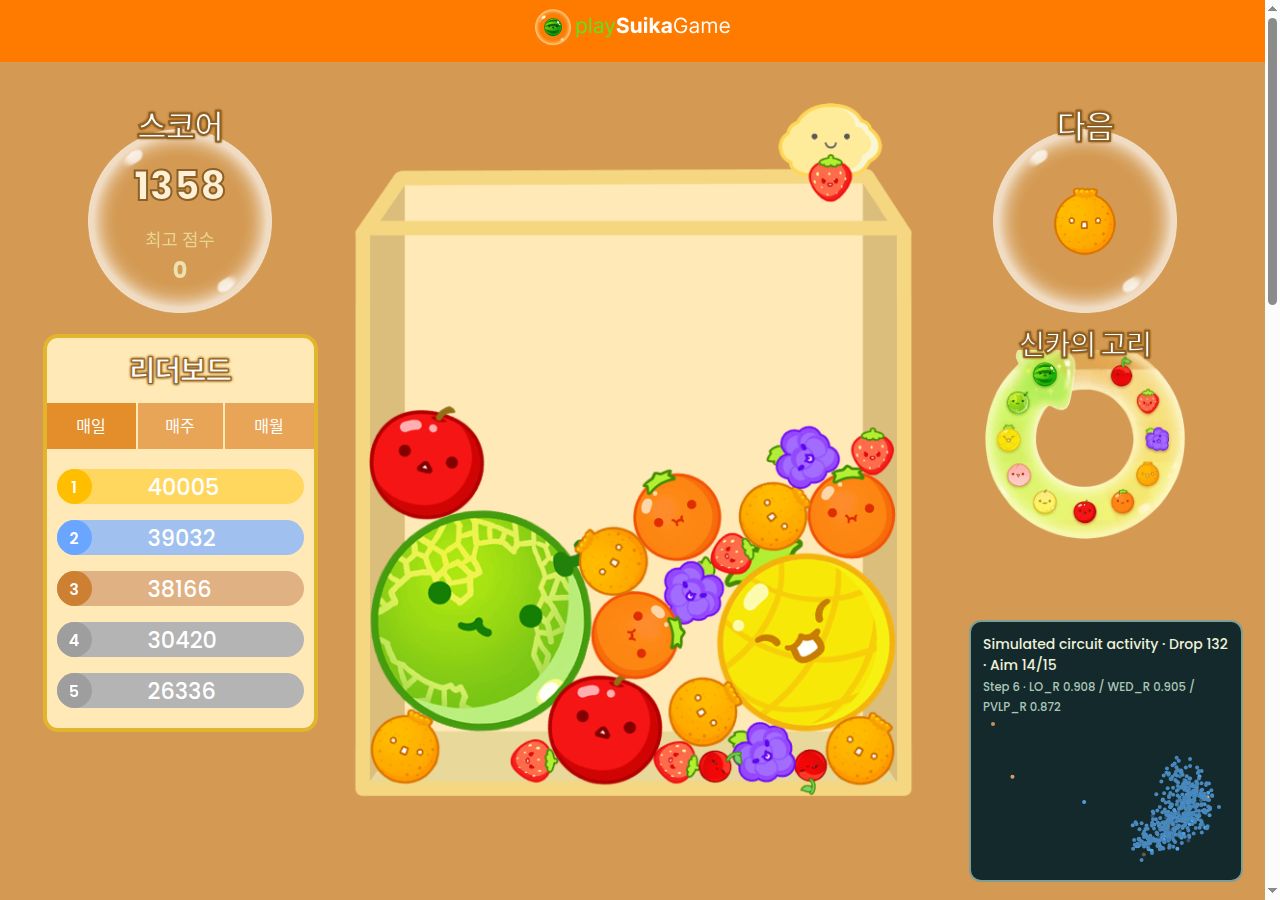 playSuikaGame
스코어
1358
최고 점수
0
리더보드
매일 매주 매월
1 40005
2 39032
3 38166
4 30420
5 26336
다음
신카의 고리
Simulated circuit activity · Drop 132
· Aim 14/15
Step 6 · LO_R 0.908 / WED_R 0.905 /
PVLP_R 0.872